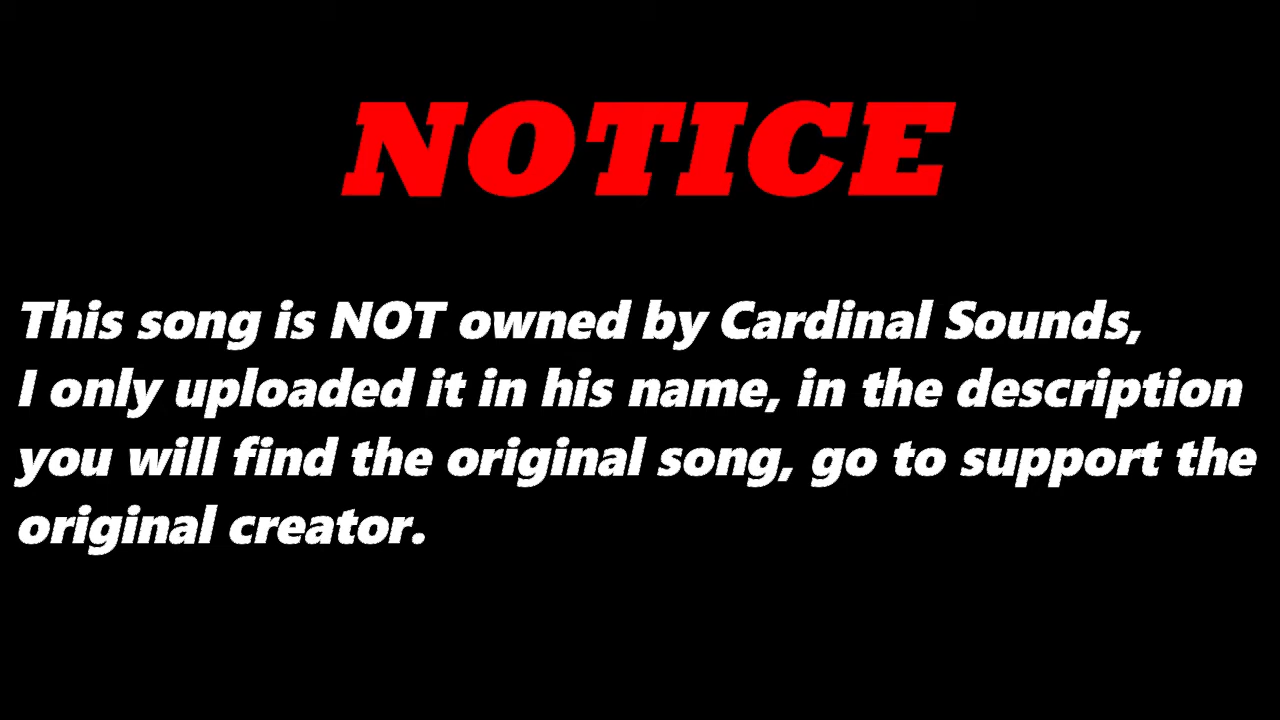 NOTICE
This song is NOT owned by Cardinal Sounds,
I only uploaded it in his name, in the description
you will find the original song, go to support the
original creator.